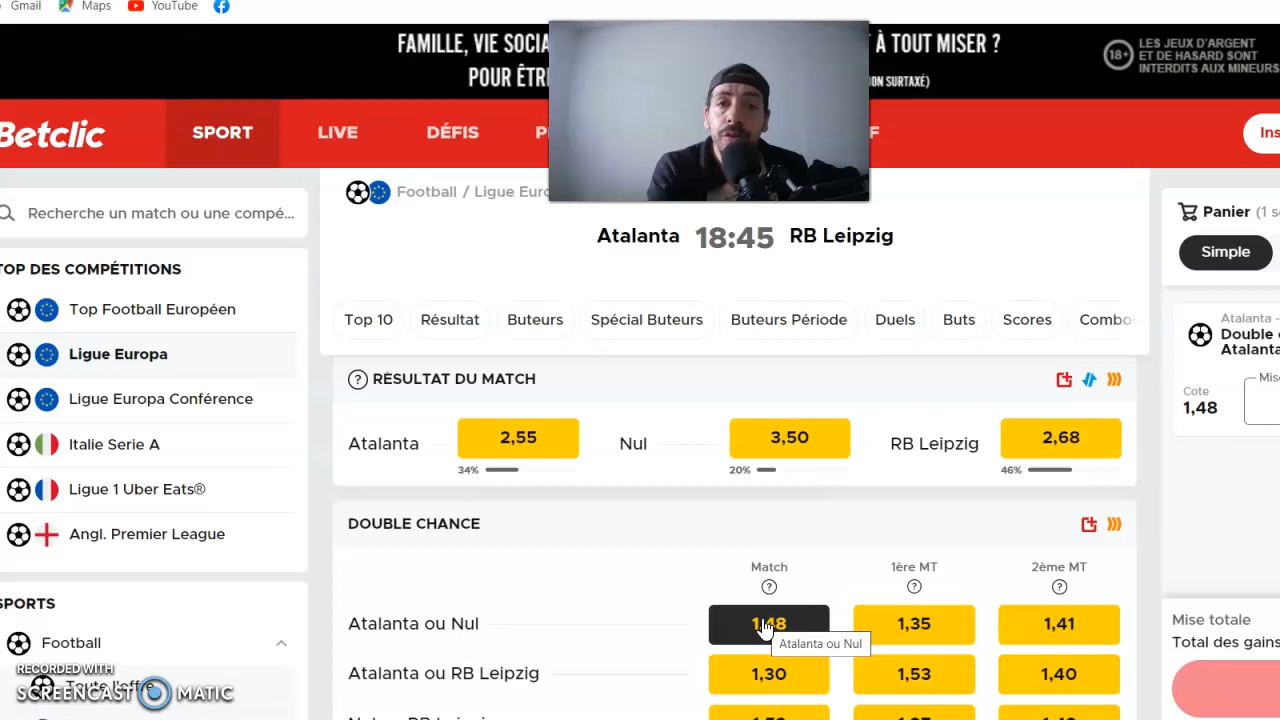 Gmail
Maps
YouTube
FAMILLE, VIE SOCIA
À TOUT MISER ?
POUR ÊTR
ON SURTAXÉ)
18+
LES JEUX D'ARGENT
ET DE HASARD SONT
INTERDITS AUX MINEURS
Betclic
SPORT
LIVE
DÉFIS
P
F
Ins
Recherche un match ou une compé...
Football / Ligue Euro
Atalanta 18:45 RB Leipzig
Panier (1 s
Simple
TOP DES COMPÉTITIONS
Top Football Européen
Ligue Europa
Ligue Europa Conférence
Italie Serie A
Ligue 1 Uber Eats®
Angl. Premier League
SPORTS
Football
Top 10
Résultat
Buteurs
Spécial Buteurs
Buteurs Période
Duels
Buts
Scores
Combo
RÉSULTAT DU MATCH
Atalanta
2,55
34%
Nul
3,50
20%
RB Leipzig
2,68
46%
DOUBLE CHANCE
Match
1ère MT
2ème MT
Atalanta ou Nul
1,48
1,35
1,41
Atalanta ou Nul
Atalanta ou RB Leipzig
1,30
1,53
1,40
Atalanta -
Double
Atalanta
Cote
1,48
Mise
Mise totale
Total des gains
RECORDED WITH
SCREENCAST MATIC